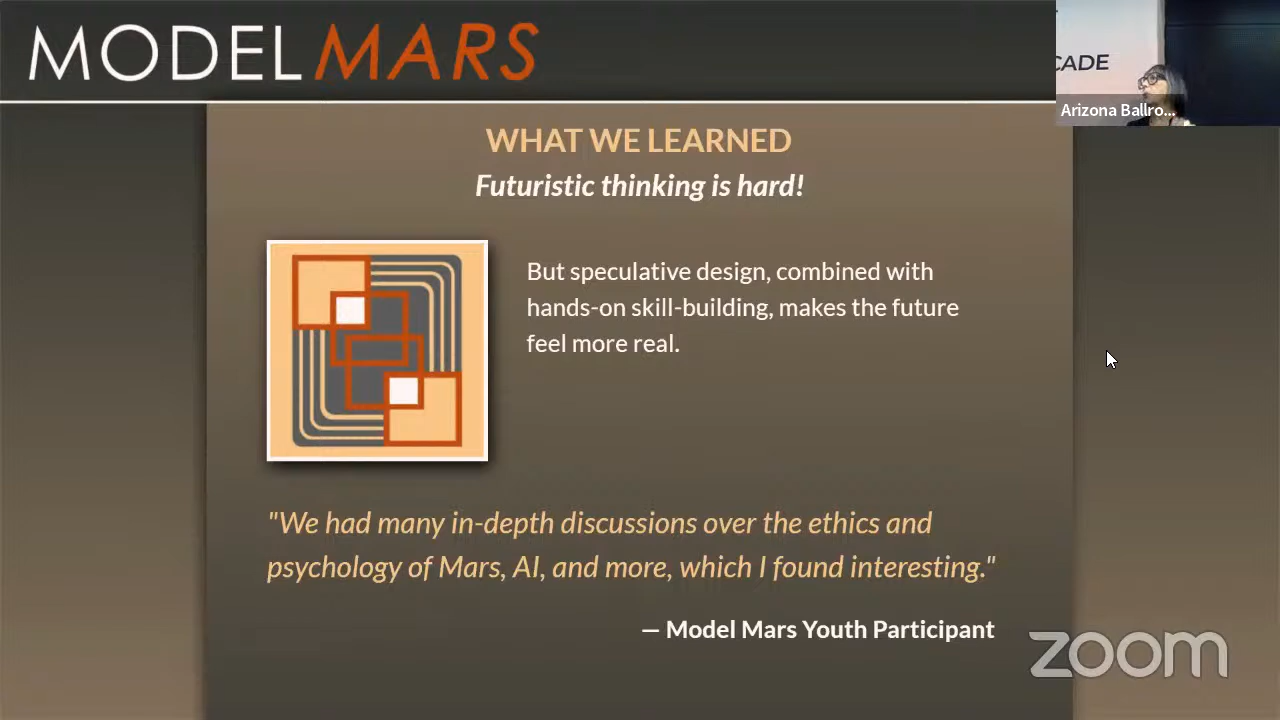 MODELMARS
CADE
Arizona Ballro...
WHAT WE LEARNED
Futuristic thinking is hard!
But speculative design, combined with
hands-on skill-building, makes the future
feel more real.
"We had many in-depth discussions over the ethics and
psychology of Mars, AI, and more, which I found interesting."
— Model Mars Youth Participant
zoom